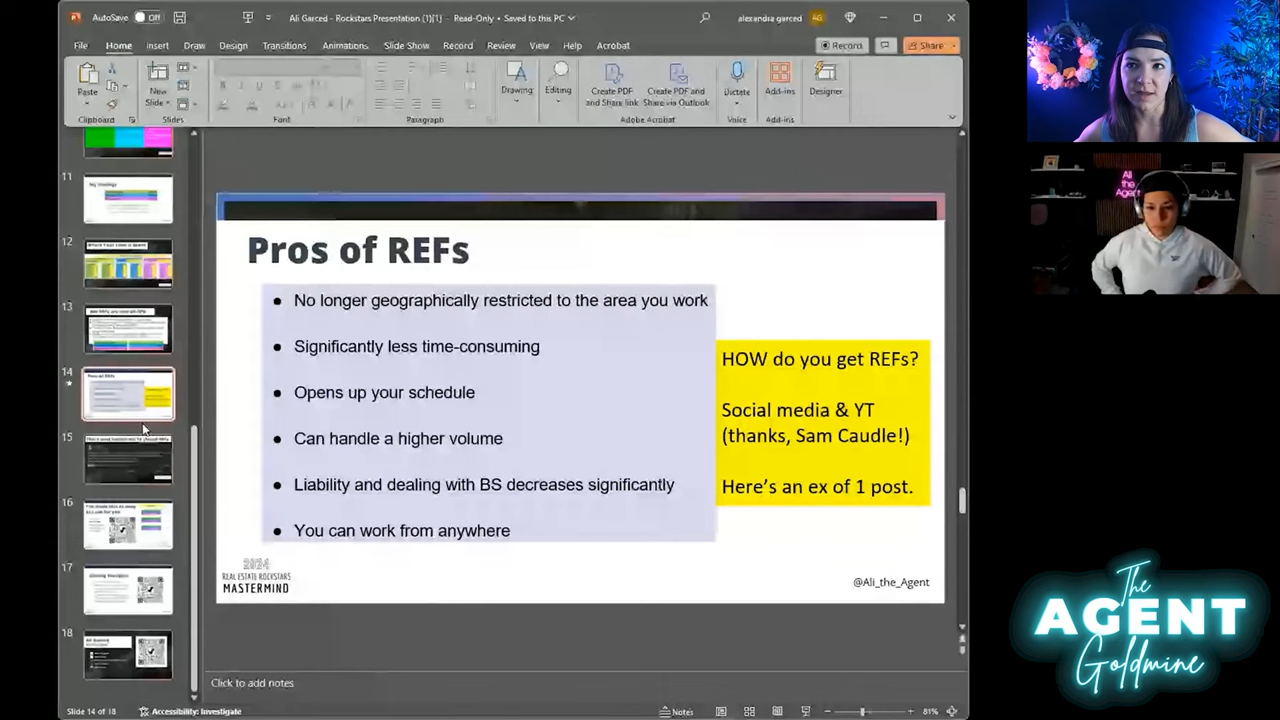 AutoSave Off
Ali Garced - Rockstars Presentation (1)[1] - Read-Only • Saved to this PC
alexandra garced AG
File Home Insert Draw Design Transitions Animations Slide Show Record Review View Help Acrobat
Record Share
Paste
New
Slide
Drawing
Editing
Create PDF
and Share link
Create PDF and
Share via Outlook
Dictate
Add-ins
Designer
Clipboard Slides Font Paragraph Adobe Acrobat Voice Add-ins
11
12
13
14
15
16
17
18
Pros of REFs
• No longer geographically restricted to the area you work
• Significantly less time-consuming
• Opens up your schedule
• Can handle a higher volume
• Liability and dealing with BS decreases significantly
• You can work from anywhere
HOW do you get REFs?
Social media & YT
(thanks, Sam Caudle!)
Here's an ex of 1 post.
2024
REAL ESTATE ROCKSTARS
MASTERMIND
@Ali_the_Agent
Click to add notes
Slide 14 of 18 Accessibility: Investigate Notes 81%
All
the
Agent
The
AGENT
Goldmine